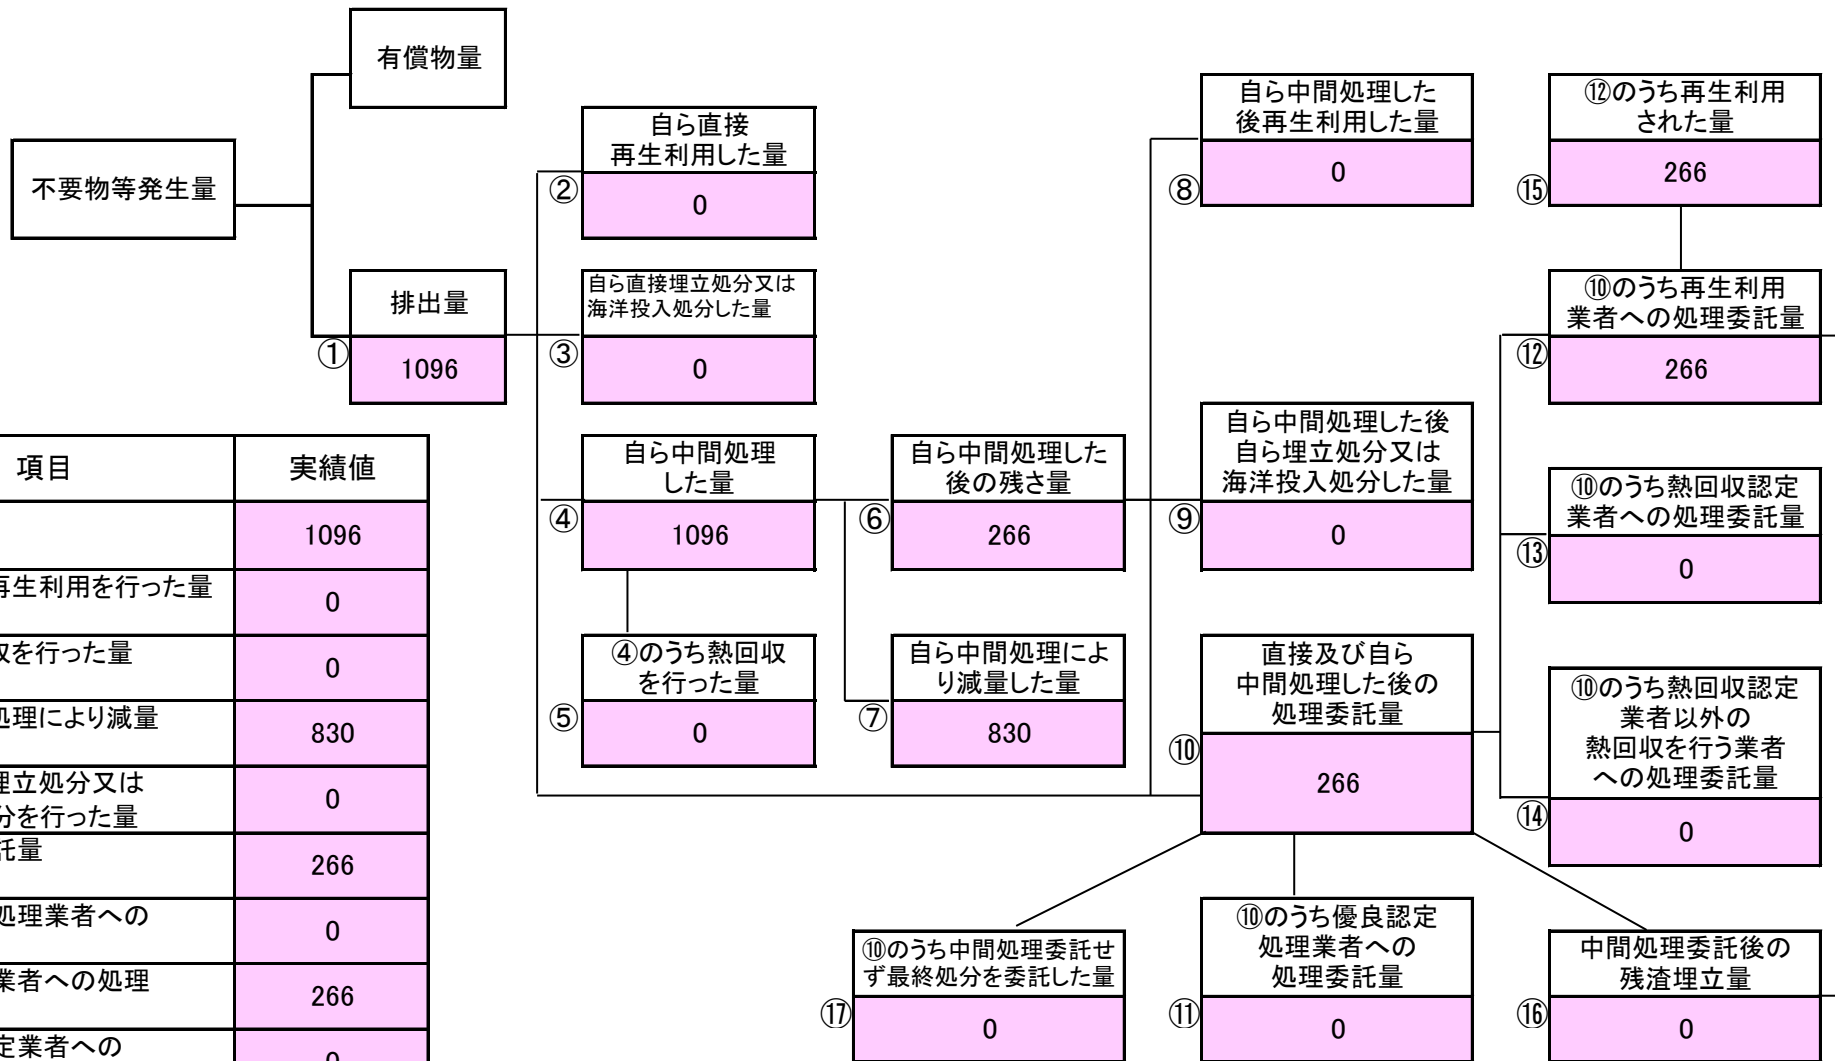 有償物量
不要物等発生量
排出量
①
1096
自ら直接
再生利用した量
②
0
自ら直接埋立処分又は
海洋投入処分した量
③
0
自ら中間処理
した量
④
1096
④のうち熱回収
を行った量
⑤
0
自ら中間処理した
後の残さ量
⑥
266
自ら中間処理によ
り減量した量
⑦
830
自ら中間処理した
後再生利用した量
⑧
0
自ら中間処理した後
自ら埋立処分又は
海洋投入処分した量
⑨
0
直接及び自ら
中間処理した後の
処理委託量
⑩
266
⑫のうち再生利用
された量
⑮
266
⑩のうち再生利用
業者への処理委託量
⑫
266
⑩のうち熱回収認定
業者への処理委託量
⑬
0
⑩のうち熱回収認定
業者以外の
熱回収を行う業者
への処理委託量
⑭
0
⑩のうち中間処理委託せ
ず最終処分を委託した量
⑰
0
⑩のうち優良認定
処理業者への
処理委託量
⑪
0
中間処理委託後の
残渣埋立量
⑯
0
項目 実績値
1096
再生利用を行った量
0
を行った量
0
処理により減量
830
埋立処分又は
分を行った量
0
託量
266
処理業者への
0
業者への処理
266
定業者への
0